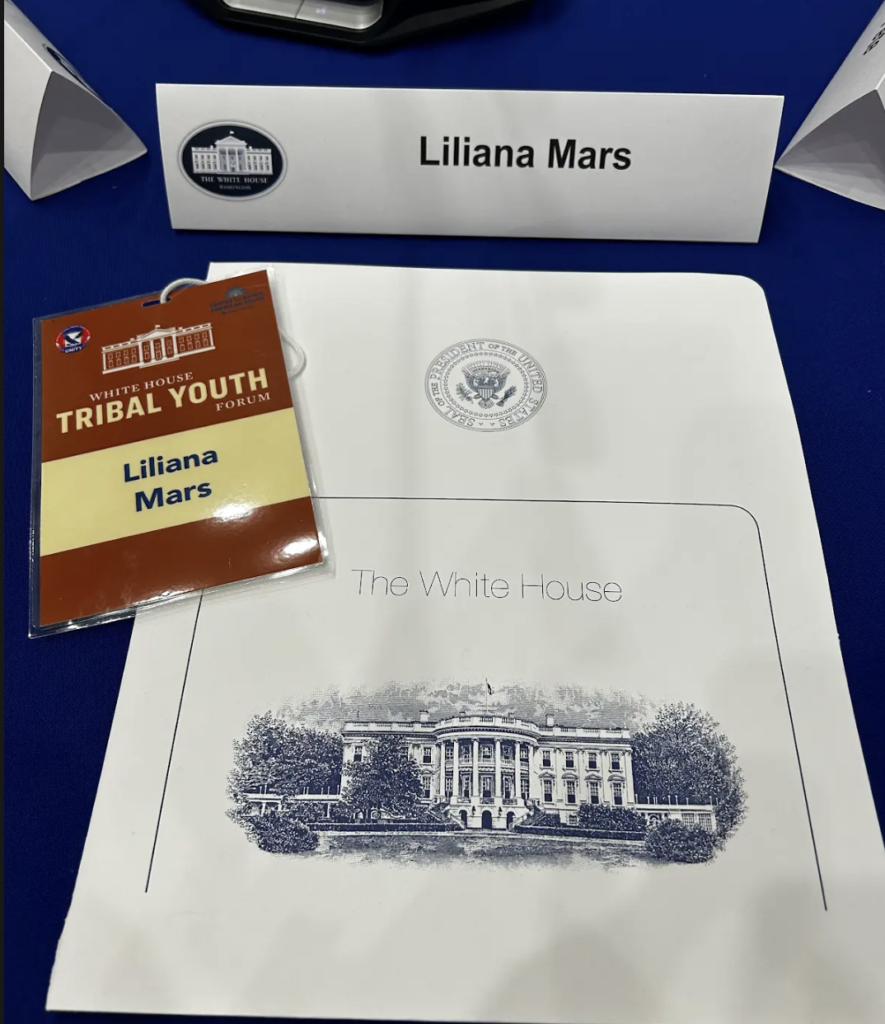 Liliana Mars
THE WHITE HOUSE
WASHINGTON
UNITY
WHITE HOUSE
TRIBAL YOUTH
FORUM
Liliana
Mars
SEAL OF THE PRESIDENT OF THE UNITED STATES
The White House